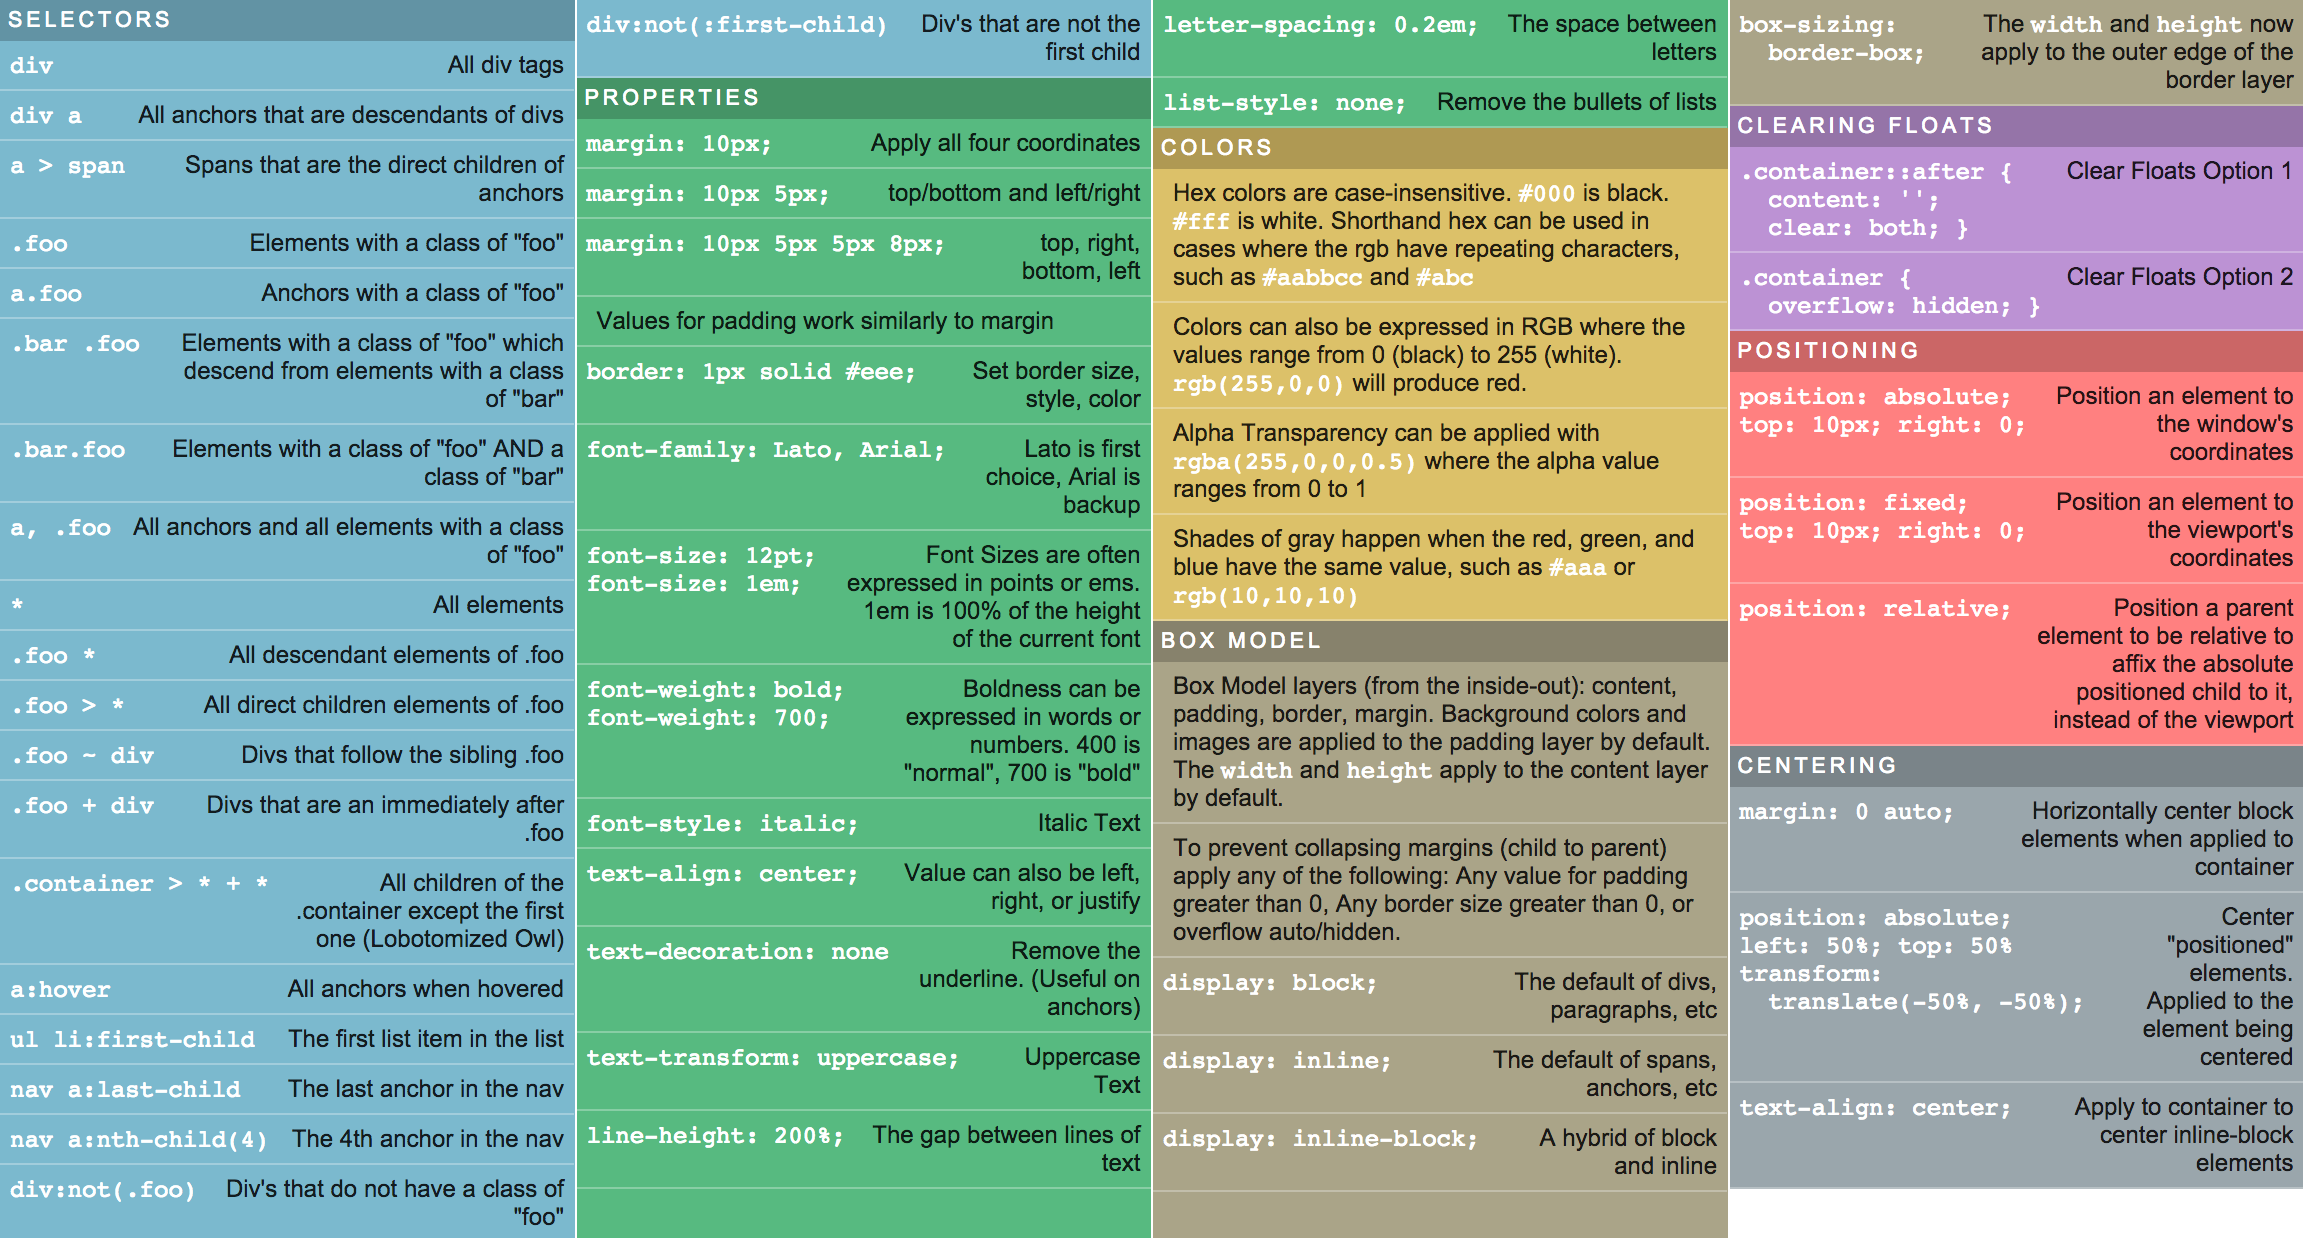 SELECTORS
div All div tags
div a All anchors that are descendants of divs
a > span Spans that are the direct children of
anchors
.foo Elements with a class of "foo"
a.foo Anchors with a class of "foo"
.bar .foo Elements with a class of "foo" which
descend from elements with a class
of "bar"
.bar.foo Elements with a class of "foo" AND a
class of "bar"
a, .foo All anchors and all elements with a class
of "foo"
* All elements
.foo * All descendant elements of .foo
.foo > * All direct children elements of .foo
.foo ~ div Divs that follow the sibling .foo
.foo + div Divs that are an immediately after
.foo
.container > * + * All children of the
.container except the first
one (Lobotomized Owl)
a:hover All anchors when hovered
ul li:first-child The first list item in the list
nav a:last-child The last anchor in the nav
nav a:nth-child(4) The 4th anchor in the nav
div:not(.foo) Div's that do not have a class of
"foo"
div:not(:first-child) Div's that are not the
first child
PROPERTIES
margin: 10px; Apply all four coordinates
margin: 10px 5px; top/bottom and left/right
margin: 10px 5px 5px 8px; top, right,
bottom, left
Values for padding work similarly to margin
border: 1px solid #eee; Set border size,
style, color
font-family: Lato, Arial; Lato is first
choice, Arial is
backup
font-size: 12pt; Font Sizes are often
font-size: 1em; expressed in points or ems.
1em is 100% of the height
of the current font
font-weight: bold; Boldness can be
font-weight: 700; expressed in words or
numbers. 400 is
"normal", 700 is "bold"
font-style: italic; Italic Text
text-align: center; Value can also be left,
right, or justify
text-decoration: none Remove the
underline. (Useful on
anchors)
text-transform: uppercase; Uppercase
Text
line-height: 200%; The gap between lines of
text
letter-spacing: 0.2em; The space between
letters
list-style: none; Remove the bullets of lists
COLORS
Hex colors are case-insensitive. #000 is black.
#fff is white. Shorthand hex can be used in
cases where the rgb have repeating characters,
such as #aabbcc and #abc
Colors can also be expressed in RGB where the
values range from 0 (black) to 255 (white).
rgb(255,0,0) will produce red.
Alpha Transparency can be applied with
rgba(255,0,0,0.5) where the alpha value
ranges from 0 to 1
Shades of gray happen when the red, green, and
blue have the same value, such as #aaa or
rgb(10,10,10)
BOX MODEL
Box Model layers (from the inside-out): content,
padding, border, margin. Background colors and
images are applied to the padding layer by default.
The width and height apply to the content layer
by default.
To prevent collapsing margins (child to parent)
apply any of the following: Any value for padding
greater than 0, Any border size greater than 0, or
overflow auto/hidden.
display: block; The default of divs,
paragraphs, etc
display: inline; The default of spans,
anchors, etc
display: inline-block; A hybrid of block
and inline
box-sizing: The width and height now
border-box; apply to the outer edge of the
border layer
CLEARING FLOATS
.container::after { Clear Floats Option 1
content: '';
clear: both; }
.container { Clear Floats Option 2
overflow: hidden; }
POSITIONING
position: absolute; Position an element to
top: 10px; right: 0; the window's
coordinates
position: fixed; Position an element to
top: 10px; right: 0; the viewport's
coordinates
position: relative; Position a parent
element to be relative to
affix the absolute
positioned child to it,
instead of the viewport
CENTERING
margin: 0 auto; Horizontally center block
elements when applied to
container
position: absolute; Center
left: 50%; top: 50% "positioned"
transform: elements.
translate(-50%, -50%); Applied to the
element being
centered
text-align: center; Apply to container to
center inline-block
elements